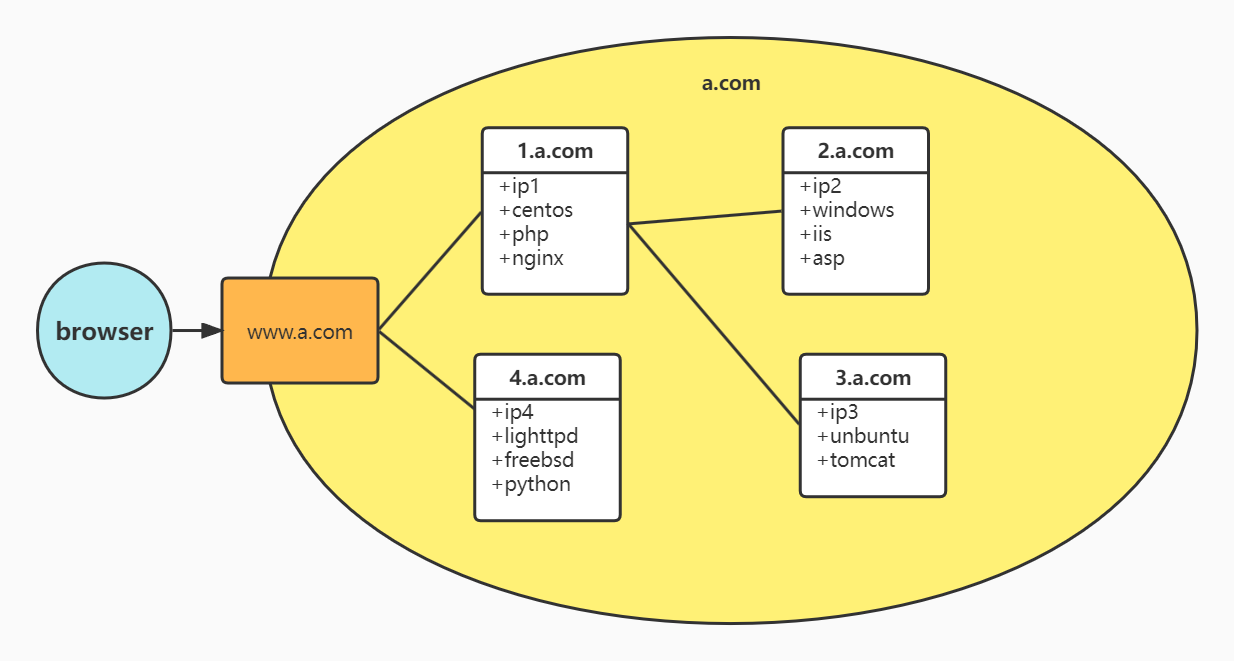 a.com
browser
www.a.com
1.a.com
+ip1
+centos
+php
+nginx
2.a.com
+ip2
+windows
+iis
+asp
4.a.com
+ip4
+lighttpd
+freebsd
+python
3.a.com
+ip3
+unbuntu
+tomcat